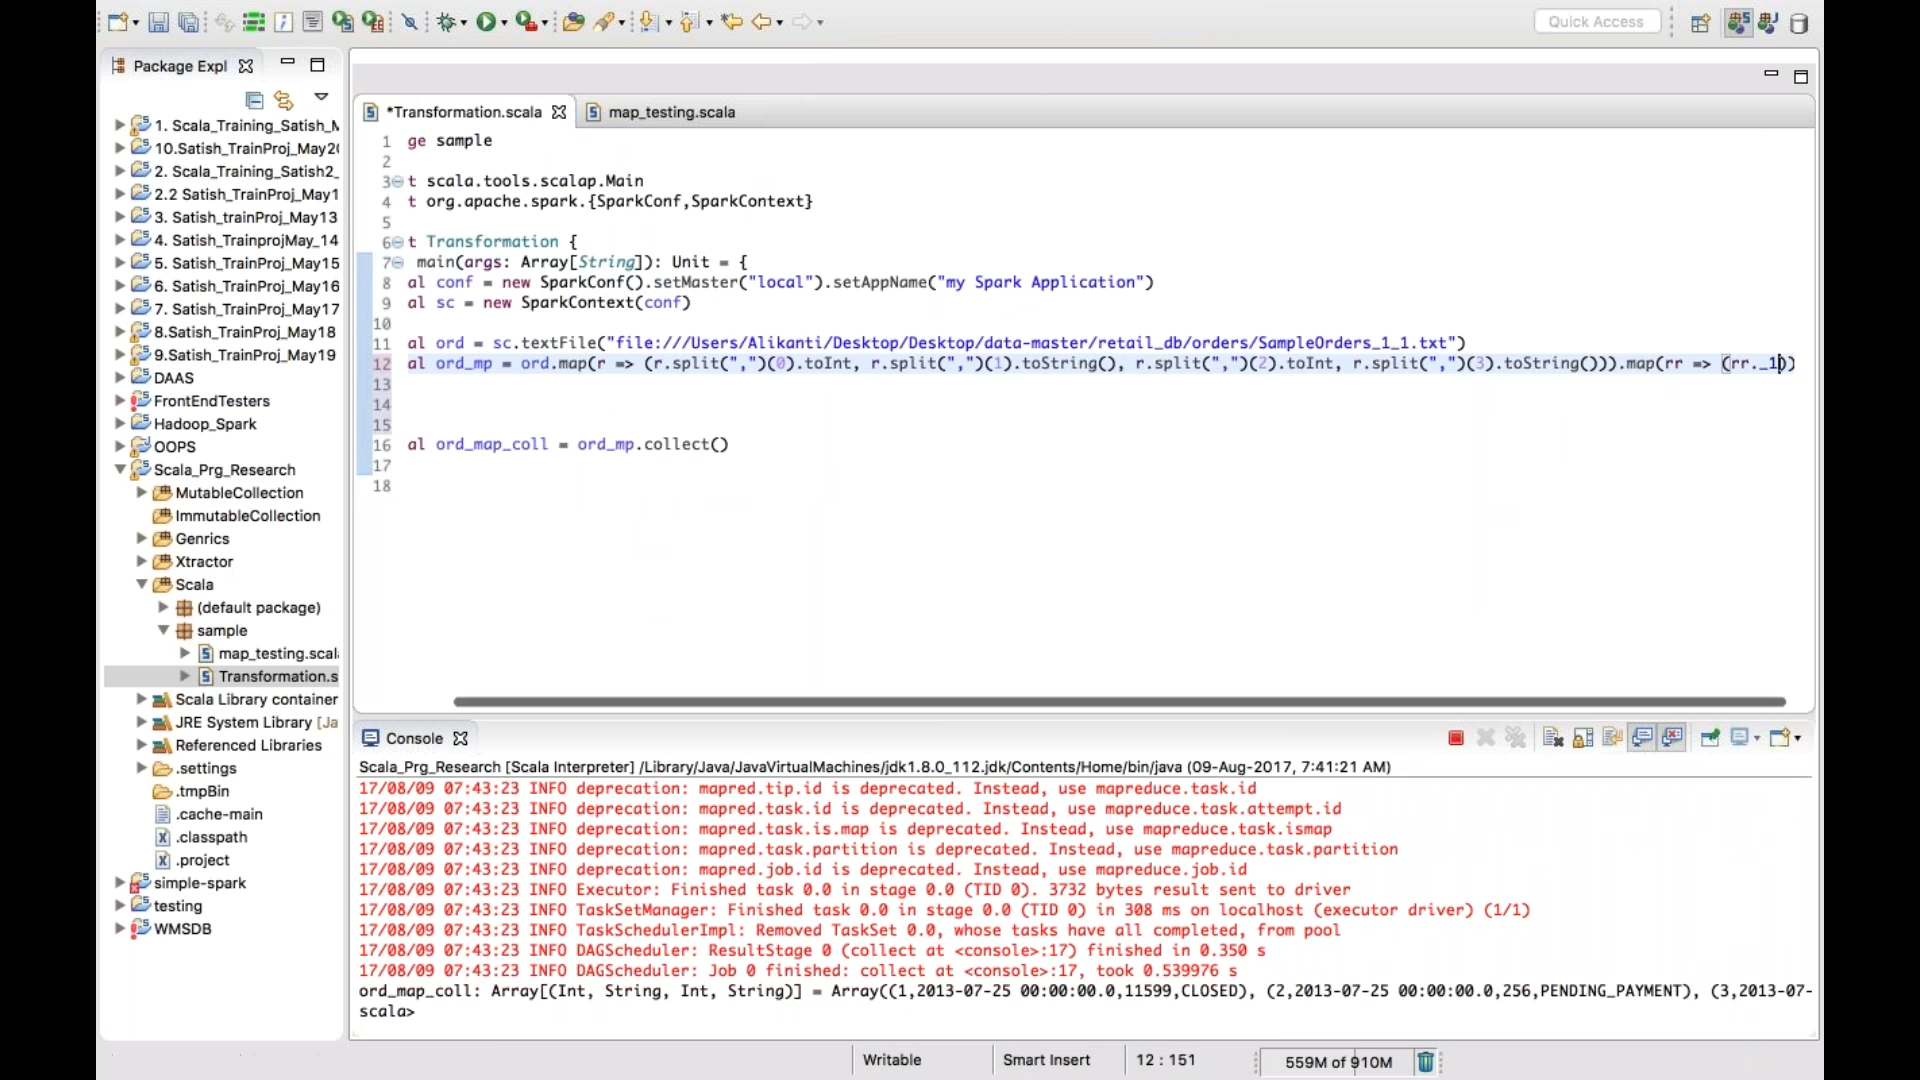 Quick Access
Package Expl
1. Scala_Training_Satish_M
10.Satish_TrainProj_May20
2. Scala_Training_Satish2_
2.2 Satish_TrainProj_May1
3. Satish_trainProj_May13
4. Satish_TrainprojMay_14
5. Satish_TrainProj_May15
6. Satish_TrainProj_May16
7. Satish_TrainProj_May17
8.Satish_TrainProj_May18
9.Satish_TrainProj_May19
DAAS
FrontEndTesters
Hadoop_Spark
OOPS
Scala_Prg_Research
MutableCollection
ImmutableCollection
Genrics
Xtractor
Scala
(default package)
sample
map_testing.scal
Transformation.s
Scala Library container
JRE System Library [Ja
Referenced Libraries
.settings
.tmpBin
.cache-main
.classpath
.project
simple-spark
testing
WMSDB
*Transformation.scala map_testing.scala
1 ge sample
2
3 t scala.tools.scalap.Main
4 t org.apache.spark.{SparkConf,SparkContext}
5
6 t Transformation {
7 main(args: Array[String]): Unit = {
8 al conf = new SparkConf().setMaster("local").setAppName("my Spark Application")
9 al sc = new SparkContext(conf)
10
11 al ord = sc.textFile("file:///Users/Alikanti/Desktop/Desktop/data-master/retail_db/orders/SampleOrders_1_1.txt")
12 al ord_mp = ord.map(r => (r.split(",")(0).toInt, r.split(",")(1).toString(), r.split(",")(2).toInt, r.split(",")(3).toString())).map(rr => (rr._1))
13
14
15
16 al ord_map_coll = ord_mp.collect()
17
18
Console
Scala_Prg_Research [Scala Interpreter] /Library/Java/JavaVirtualMachines/jdk1.8.0_112.jdk/Contents/Home/bin/java (09-Aug-2017, 7:41:21 AM)
17/08/09 07:43:23 INFO deprecation: mapred.tip.id is deprecated. Instead, use mapreduce.task.id
17/08/09 07:43:23 INFO deprecation: mapred.task.id is deprecated. Instead, use mapreduce.task.attempt.id
17/08/09 07:43:23 INFO deprecation: mapred.task.is.map is deprecated. Instead, use mapreduce.task.ismap
17/08/09 07:43:23 INFO deprecation: mapred.task.partition is deprecated. Instead, use mapreduce.task.partition
17/08/09 07:43:23 INFO deprecation: mapred.job.id is deprecated. Instead, use mapreduce.job.id
17/08/09 07:43:23 INFO Executor: Finished task 0.0 in stage 0.0 (TID 0). 3732 bytes result sent to driver
17/08/09 07:43:23 INFO TaskSetManager: Finished task 0.0 in stage 0.0 (TID 0) in 308 ms on localhost (executor driver) (1/1)
17/08/09 07:43:23 INFO TaskSchedulerImpl: Removed TaskSet 0.0, whose tasks have all completed, from pool
17/08/09 07:43:23 INFO DAGScheduler: ResultStage 0 (collect at <console>:17) finished in 0.350 s
17/08/09 07:43:23 INFO DAGScheduler: Job 0 finished: collect at <console>:17, took 0.539976 s
ord_map_coll: Array[(Int, String, Int, String)] = Array((1,2013-07-25 00:00:00.0,11599,CLOSED), (2,2013-07-25 00:00:00.0,256,PENDING_PAYMENT), (3,2013-07-
scala>
Writable Smart Insert 12 : 151 559M of 910M